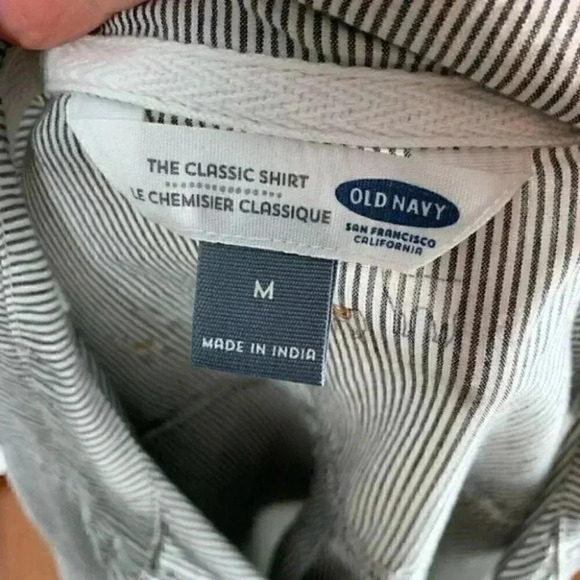 THE CLASSIC SHIRT
LE CHEMISIER CLASSIQUE
OLD NAVY
SAN FRANCISCO
CALIFORNIA
M
MADE IN INDIA